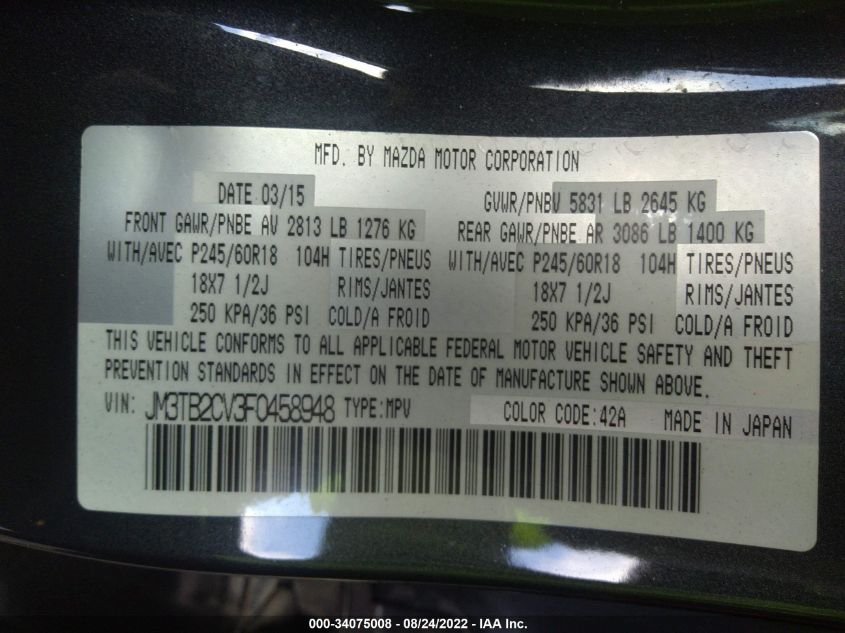 MFD. BY MAZDA MOTOR CORPORATION
DATE 03/15 GVWR/PNBV 5831 LB 2645 KG
FRONT GAWR/PNBE AV 2813 LB 1276 KG REAR GAWR/PNBE AR 3086 LB 1400 KG
WITH/AVEC P245/60R18 104H TIRES/PNEUS WITH/AVEC P245/60R18 104H TIRES/PNEUS
18X7 1/2J RIMS/JANTES 18X7 1/2J RIMS/JANTES
250 KPA/36 PSI COLD/A FROID 250 KPA/36 PSI COLD/A FROID
THIS VEHICLE CONFORMS TO ALL APPLICABLE FEDERAL MOTOR VEHICLE SAFETY AND THEFT
PREVENTION STANDARDS IN EFFECT ON THE DATE OF MANUFACTURE SHOWN ABOVE.
VIN: JM3TB2CV3F0458948 TYPE:MPV COLOR CODE:42A MADE IN JAPAN
000-34075008 - 08/24/2022 - IAA Inc.